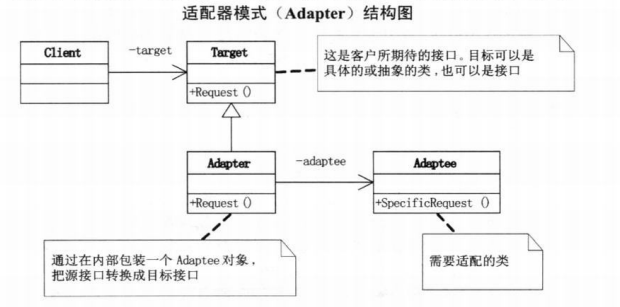 适配器模式（Adapter）结构图
Client
-target
Target
+Request()
这是客户所期待的接口。目标可以是
具体的或抽象的类，也可以是接口
Adapter
+Request()
-adaptee
Adaptee
+SpecificRequest ()
通过在内部包装一个 Adaptee 对象，
把源接口转换成目标接口
需要适配的类